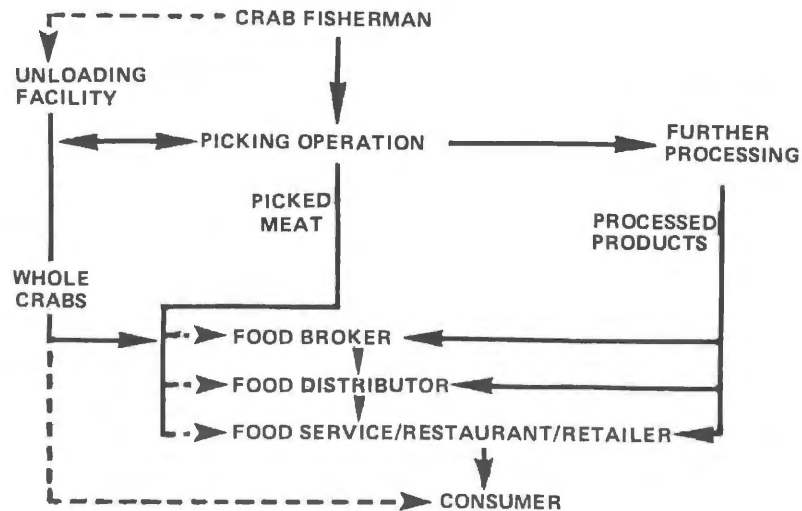 CRAB FISHERMAN
UNLOADING
FACILITY
PICKING OPERATION
FURTHER
PROCESSING
PICKED
MEAT
PROCESSED
PRODUCTS
WHOLE
CRABS
FOOD BROKER
FOOD DISTRIBUTOR
FOOD SERVICE/RESTAURANT/RETAILER
CONSUMER